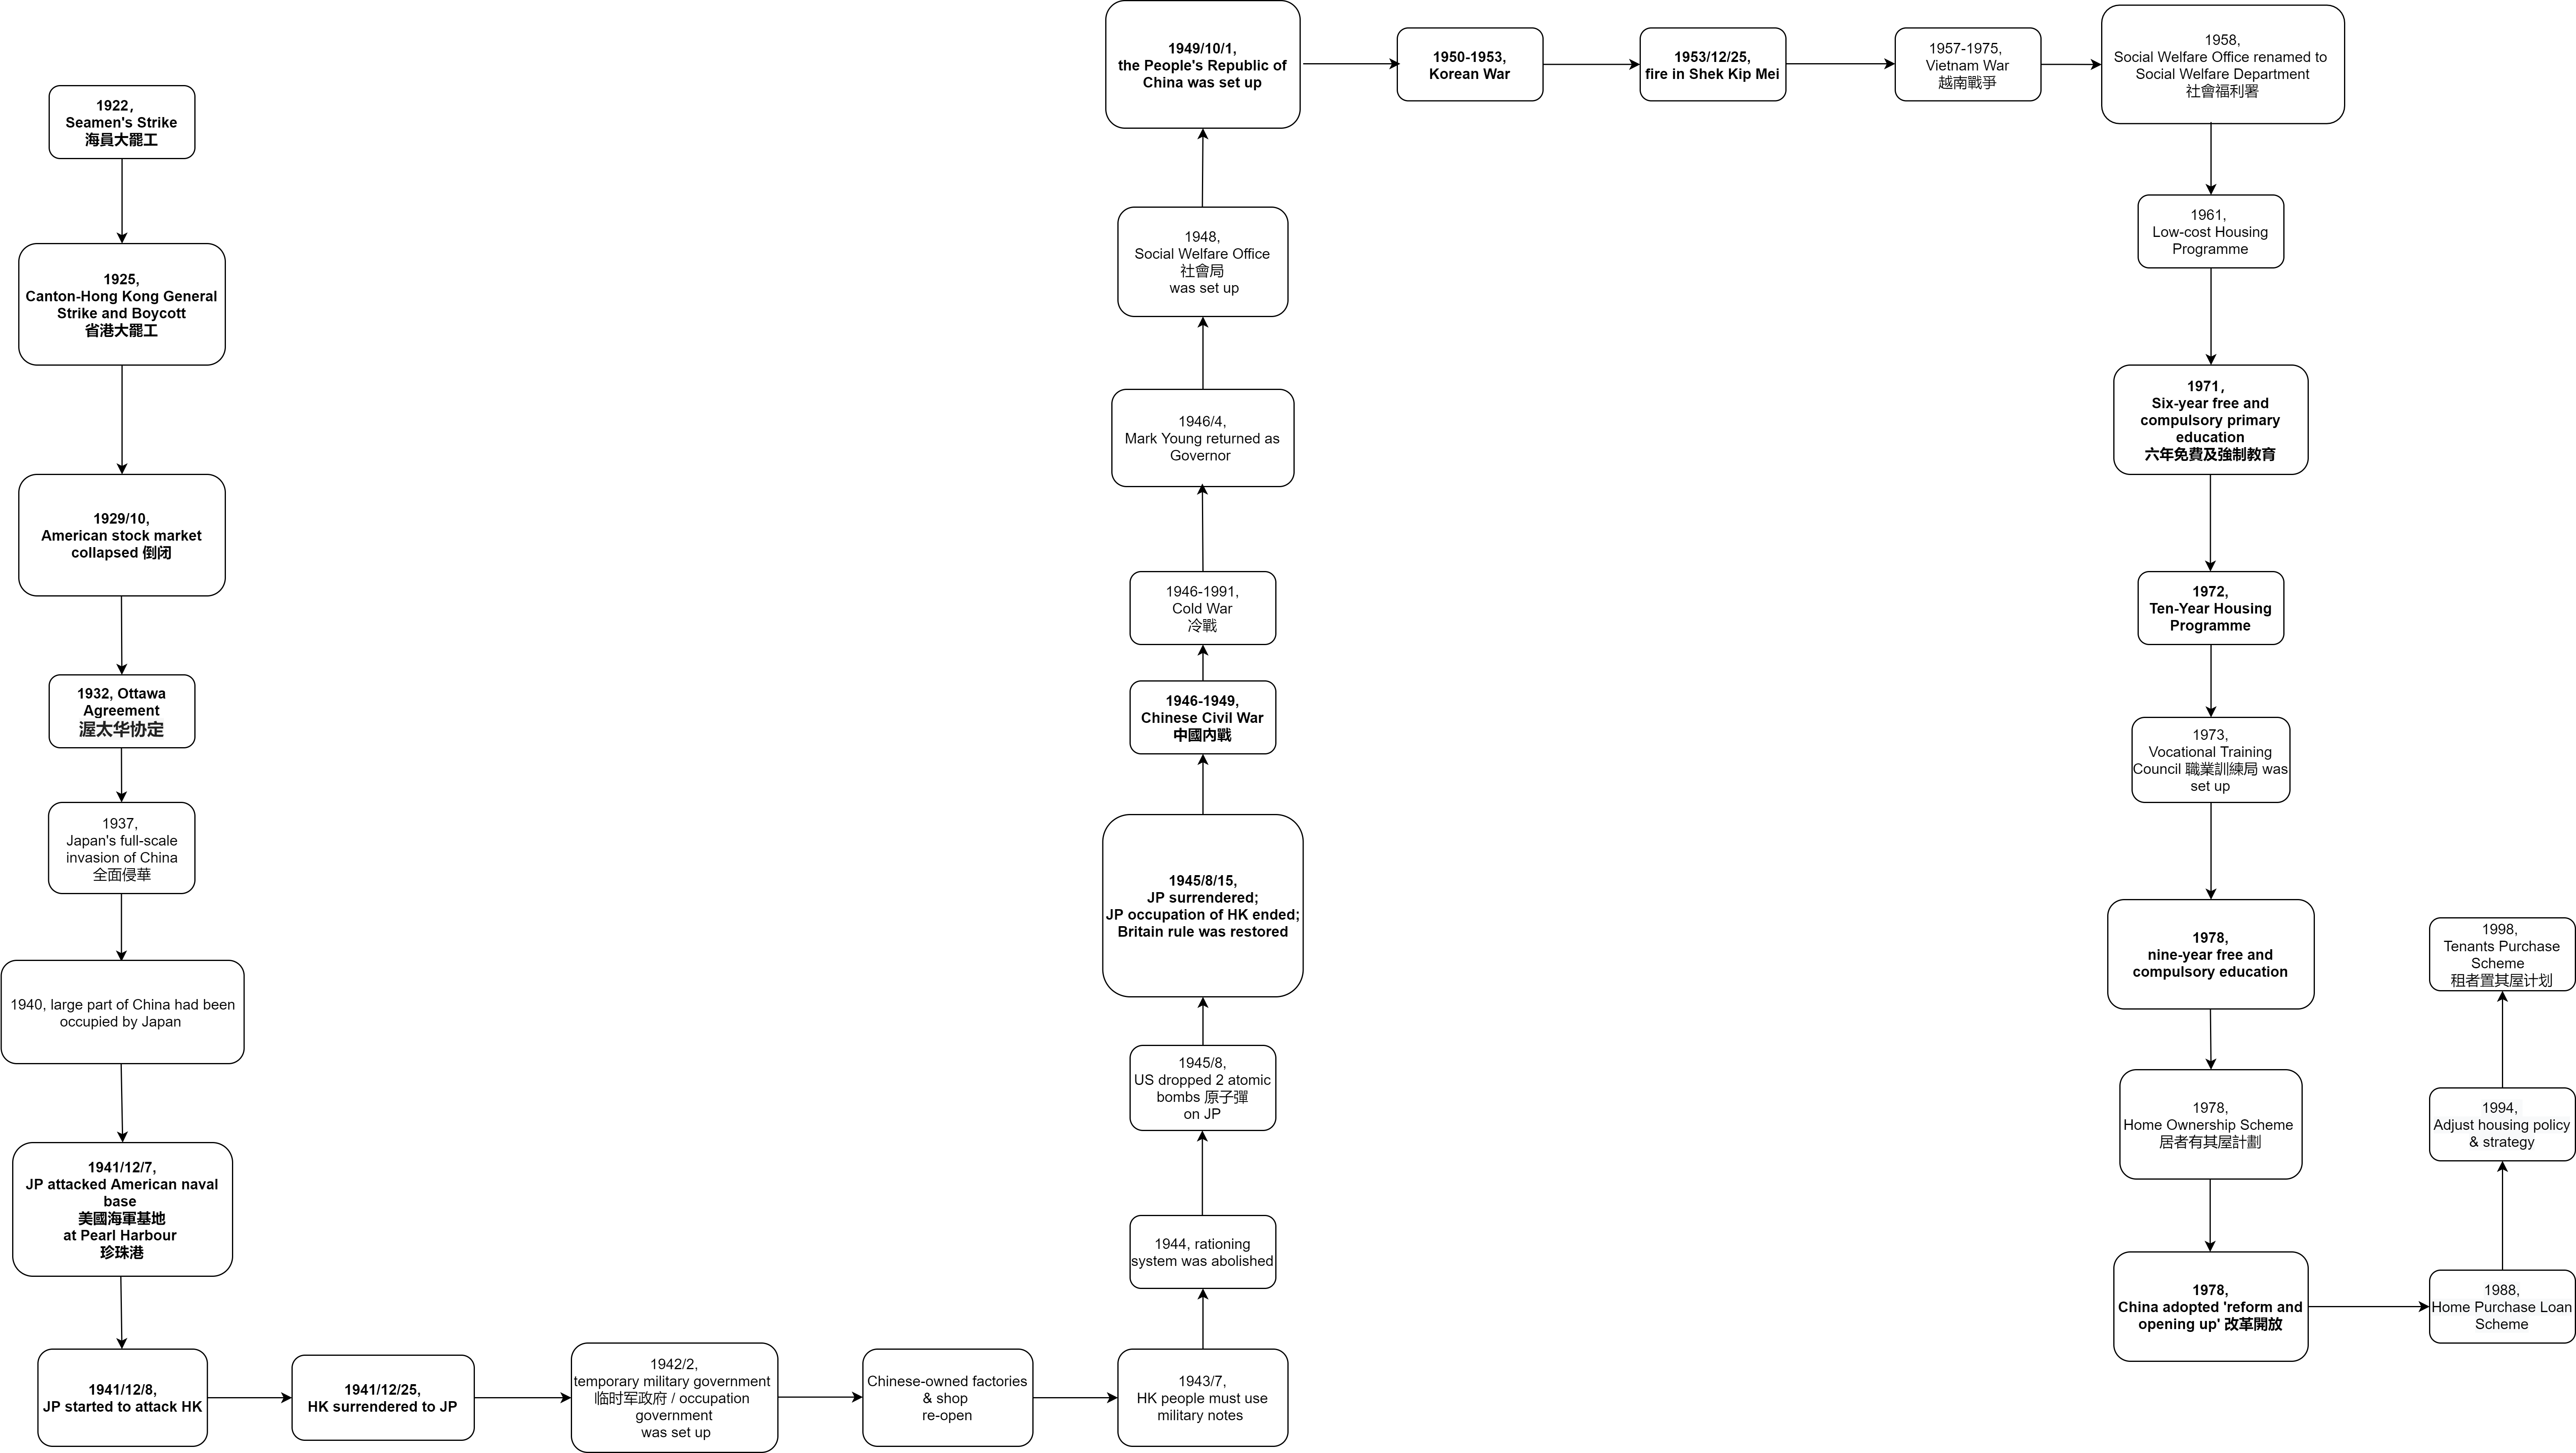 1922，
Seamen's Strike
海員大罷工
1925,
Canton-Hong Kong General
Strike and Boycott
省港大罷工
1929/10,
American stock market
collapsed 倒闭
1932, Ottawa
Agreement
渥太华协定
1937,
Japan's full-scale
invasion of China
全面侵華
1940, large part of China had been
occupied by Japan
1941/12/7,
JP attacked American naval
base
美國海軍基地
at Pearl Harbour
珍珠港
1941/12/8,
JP started to attack HK
1941/12/25,
HK surrendered to JP
1942/2,
temporary military government
临时军政府 / occupation
government
was set up
Chinese-owned factories
& shop
re-open
1943/7,
HK people must use
military notes
1944, rationing
system was abolished
1945/8,
US dropped 2 atomic
bombs 原子彈
on JP
1945/8/15,
JP surrendered;
JP occupation of HK ended;
Britain rule was restored
1946-1949,
Chinese Civil War
中國内戰
1946-1991,
Cold War
冷戰
1946/4,
Mark Young returned as
Governor
1948,
Social Welfare Office
社會局
was set up
1949/10/1,
the People's Republic of
China was set up
1950-1953,
Korean War
1953/12/25,
fire in Shek Kip Mei
1957-1975,
Vietnam War
越南戰爭
1958,
Social Welfare Office renamed to
Social Welfare Department
社會福利署
1961,
Low-cost Housing
Programme
1971，
Six-year free and
compulsory primary
education
六年免費及強制教育
1972,
Ten-Year Housing
Programme
1973,
Vocational Training
Council 職業訓練局 was
set up
1978,
nine-year free and
compulsory education
1978,
Home Ownership Scheme
居者有其屋計劃
1978,
China adopted 'reform and
opening up' 改革開放
1988,
Home Purchase Loan
Scheme
1994,
Adjust housing policy
& strategy
1998,
Tenants Purchase
Scheme
租者置其屋计划